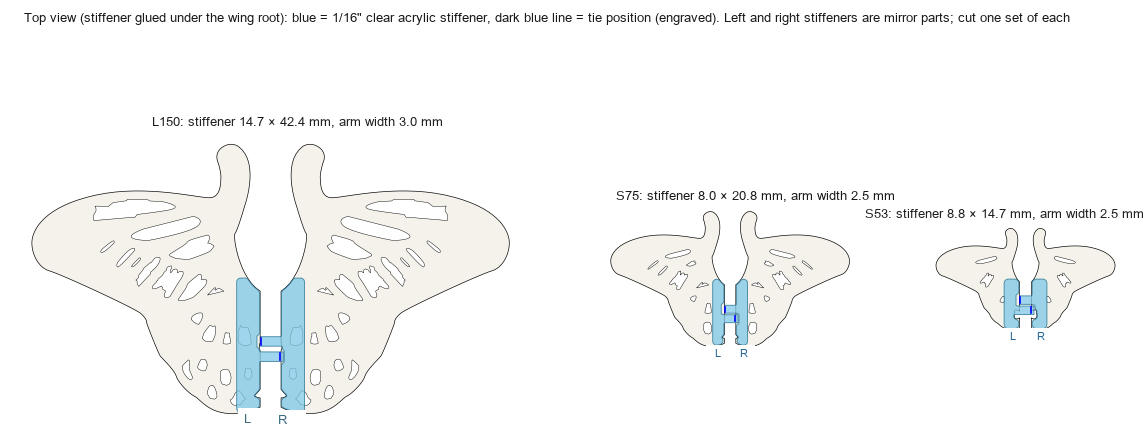 Top view (stiffener glued under the wing root): blue = 1/16" clear acrylic stiffener, dark blue line = tie position (engraved). Left and right stiffeners are mirror parts; cut one set of each
L150: stiffener 14.7 × 42.4 mm, arm width 3.0 mm
S75: stiffener 8.0 × 20.8 mm, arm width 2.5 mm
S53: stiffener 8.8 × 14.7 mm, arm width 2.5 mm
L R
L R
L R